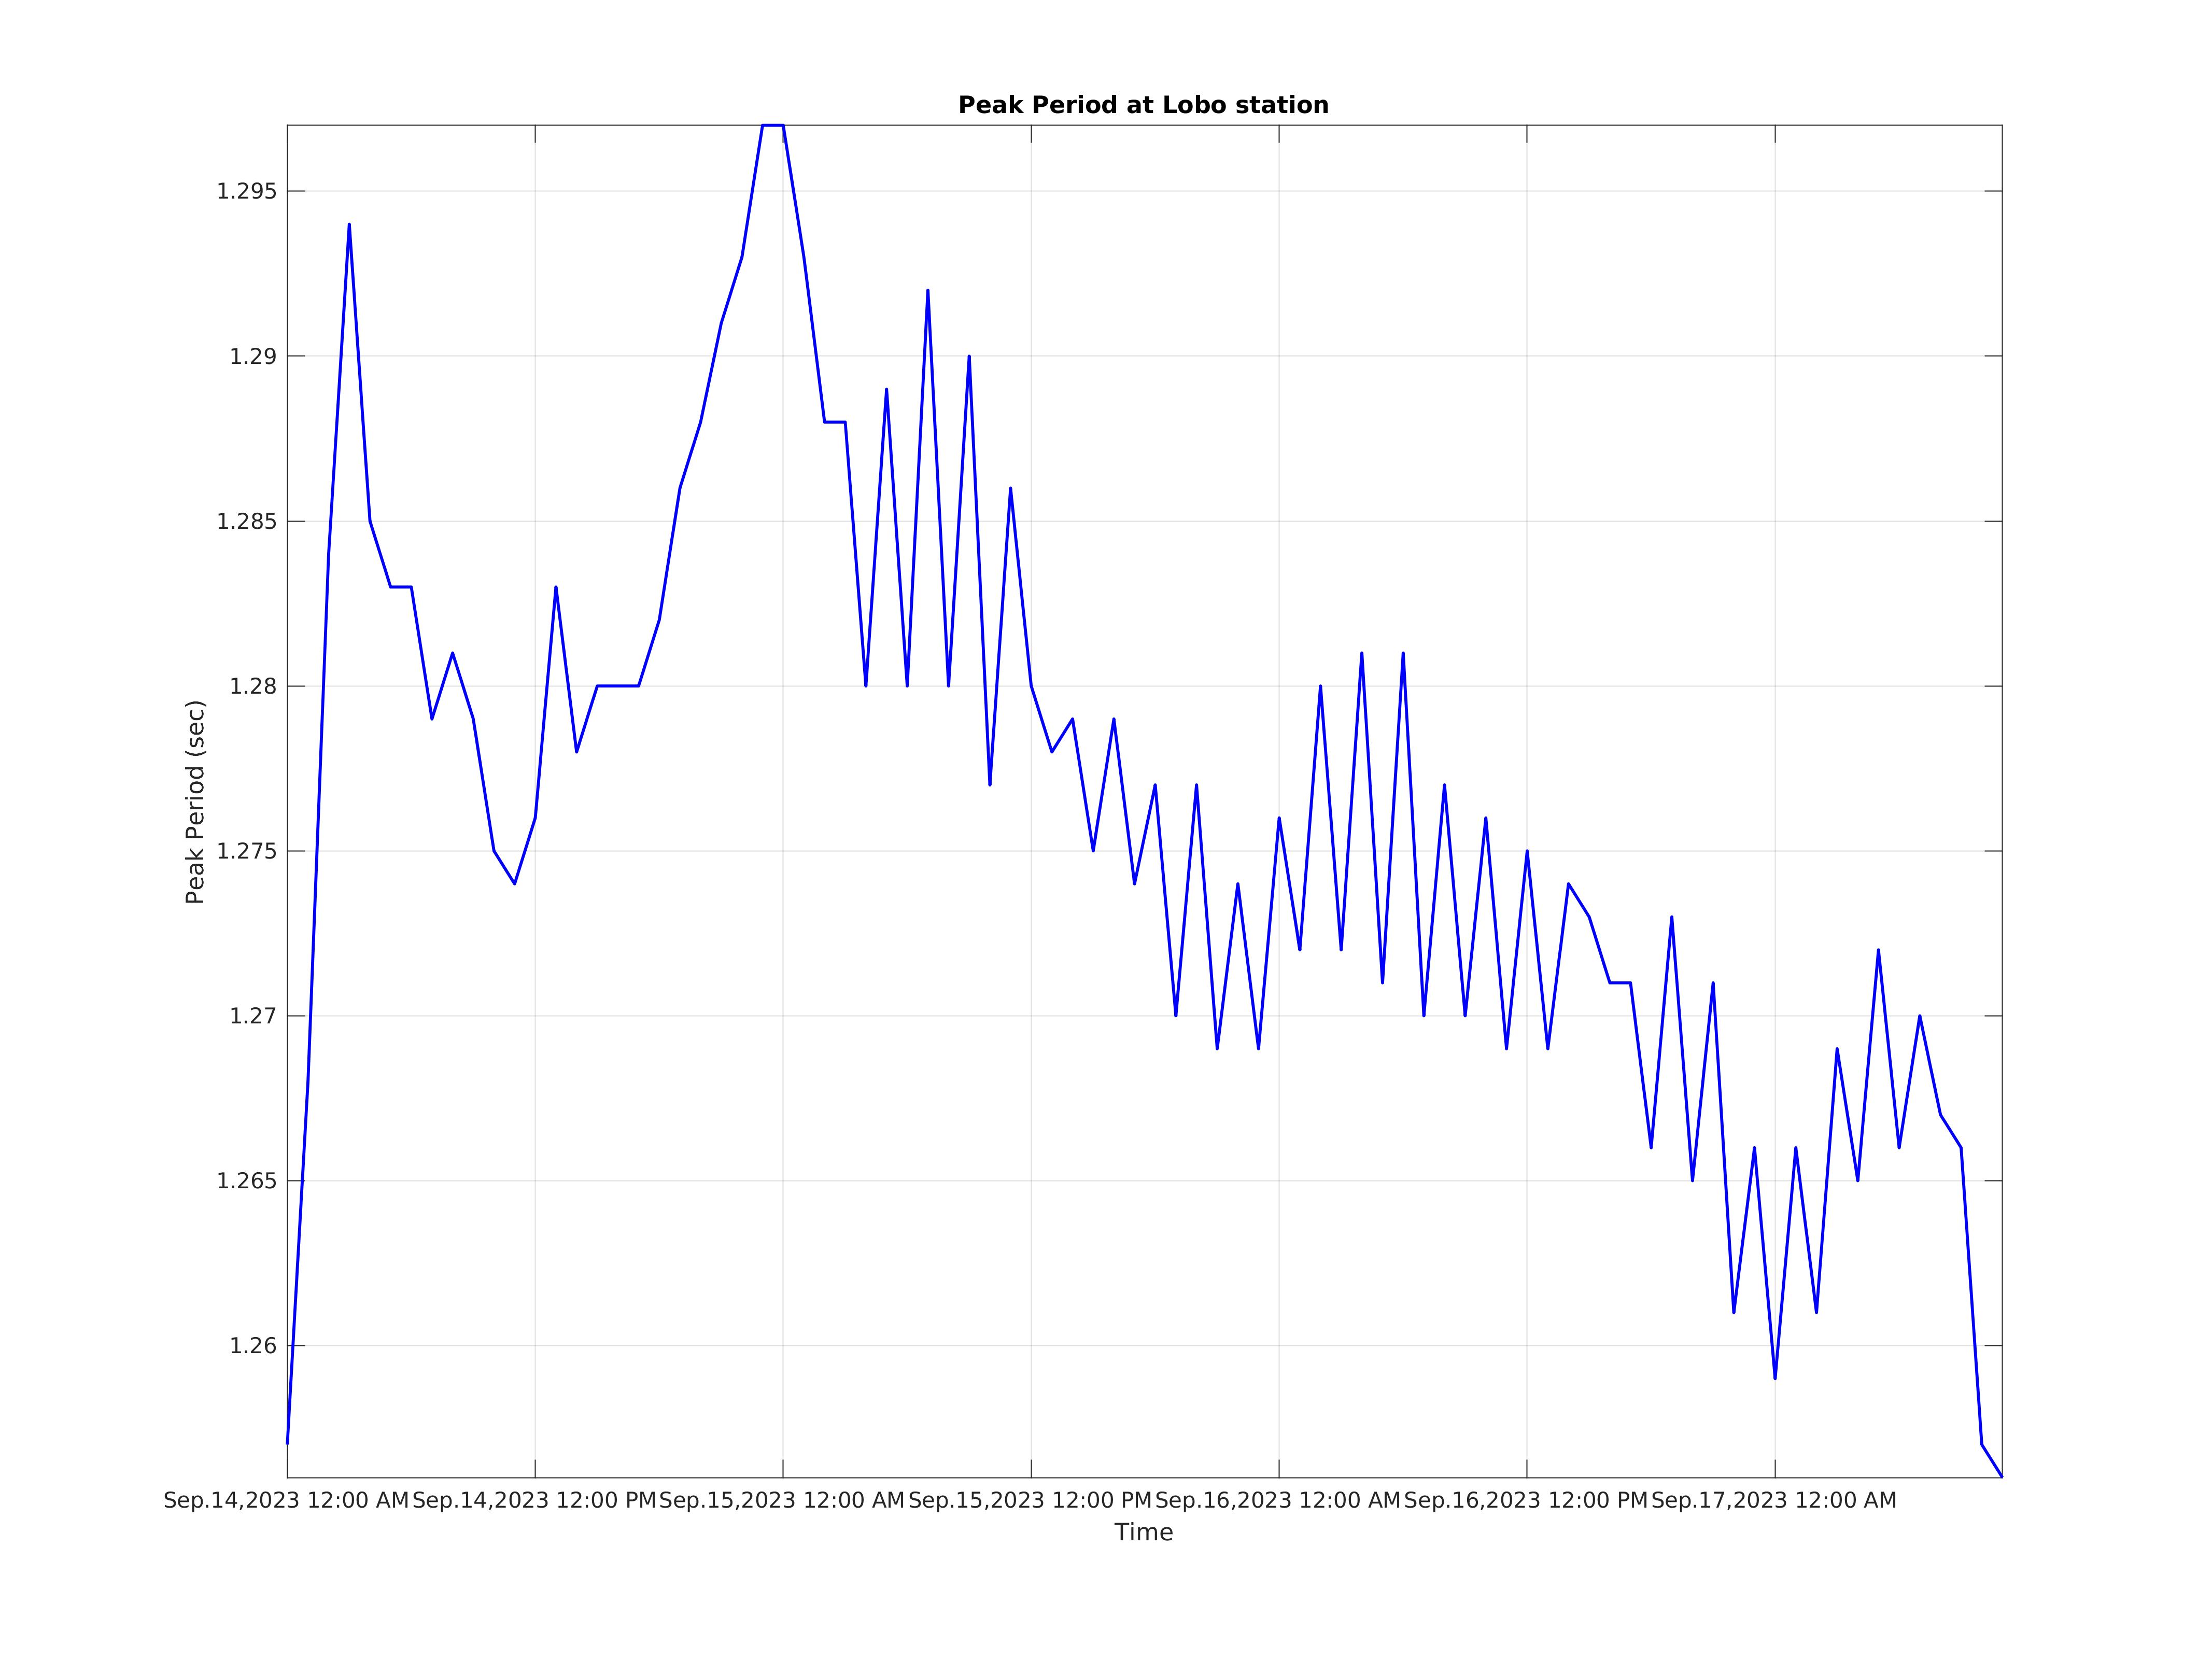 Peak Period at Lobo station
1.295
1.29
1.285
1.28
1.275
1.27
1.265
1.26
Peak Period (sec)
Sep.14,2023 12:00 AM Sep.14,2023 12:00 PM Sep.15,2023 12:00 AM Sep.15,2023 12:00 PM Sep.16,2023 12:00 AM Sep.16,2023 12:00 PM Sep.17,2023 12:00 AM
Time